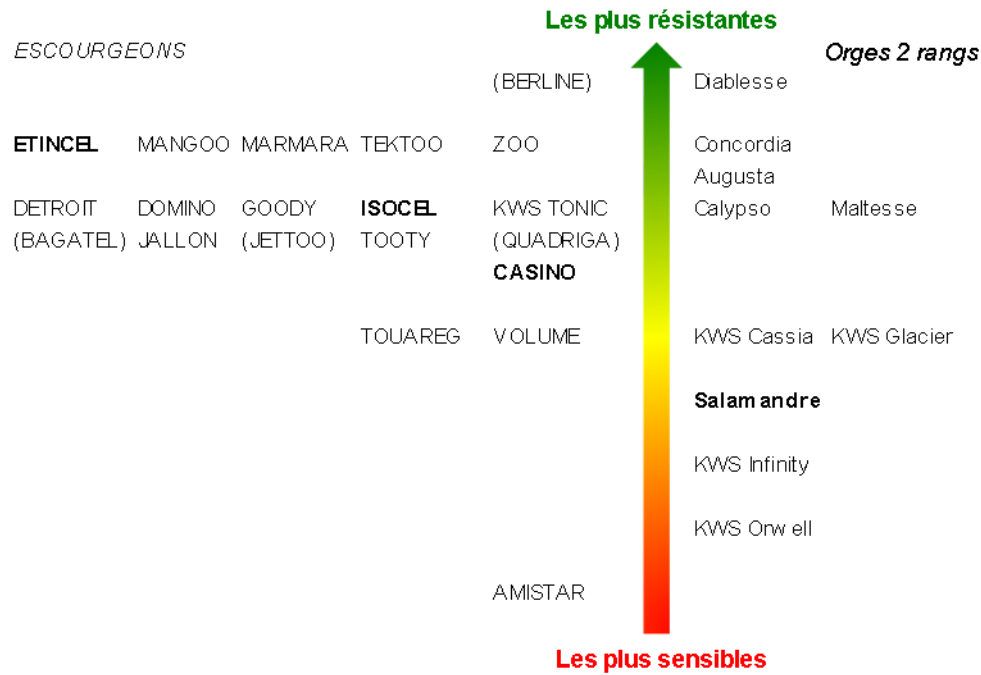 Les plus résistantes
ESCOURGEONS Orges 2 rangs
(BERLINE) Diablesse
ETINCEL MANGOO MARMARA TEKTOO ZOO Concordia
Augusta
DETROIT DOMINO GOODY ISOCEL KWS TONIC Calypso Maltesse
(BAGATEL) JALLON (JETTOO) TOOTY (QUADRIGA)
CASINO
TOUAREG VOLUME KWS Cassia KWS Glacier
Salamandre
KWS Infinity
KWS Orwell
AMISTAR
Les plus sensibles